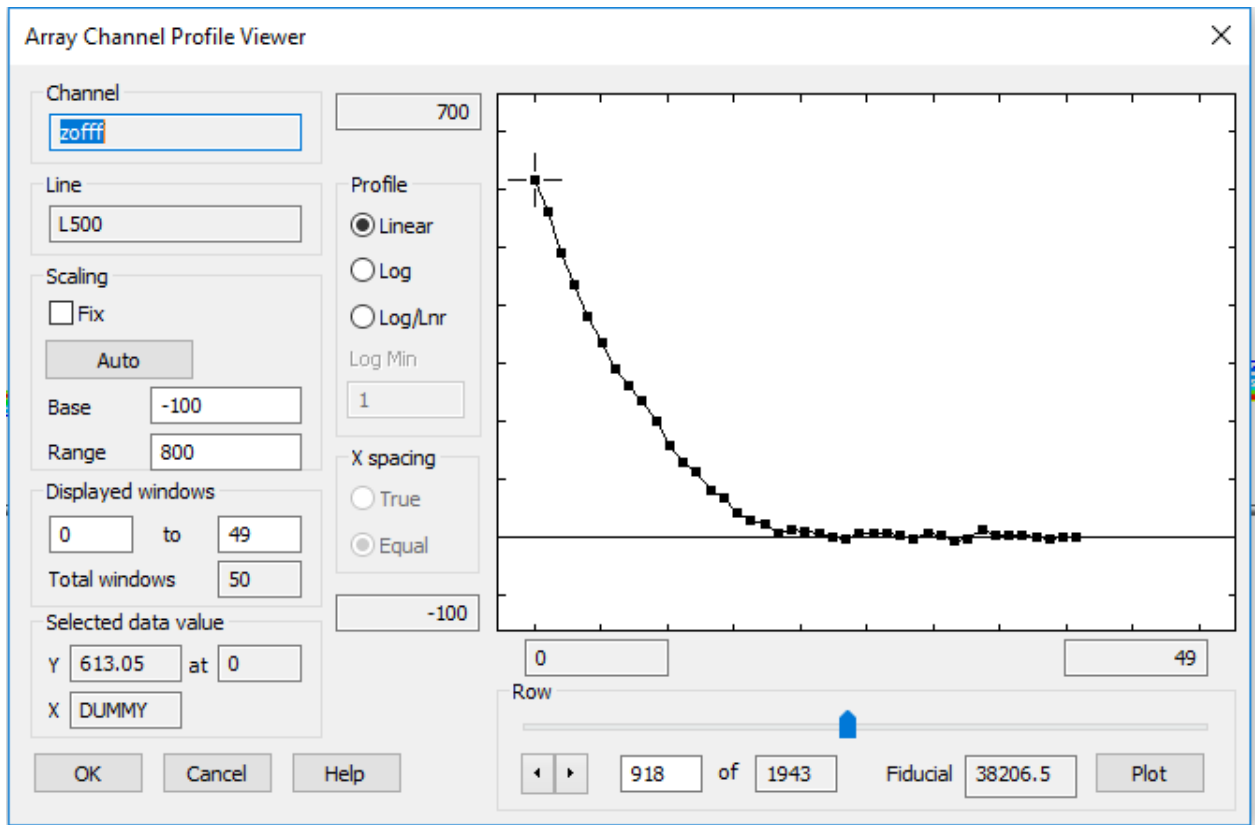 Array Channel Profile Viewer
Channel
zofff
Line
L500
Scaling
Fix
Auto
Base -100
Range 800
Displayed windows
0 to 49
Total windows 50
Selected data value
Y 613.05 at 0
X DUMMY
OK Cancel Help
700
Profile
Linear
Log
Log/Lnr
Log Min
1
X spacing
True
Equal
-100
0 49
Row
918 of 1943 Fiducial 38206.5 Plot